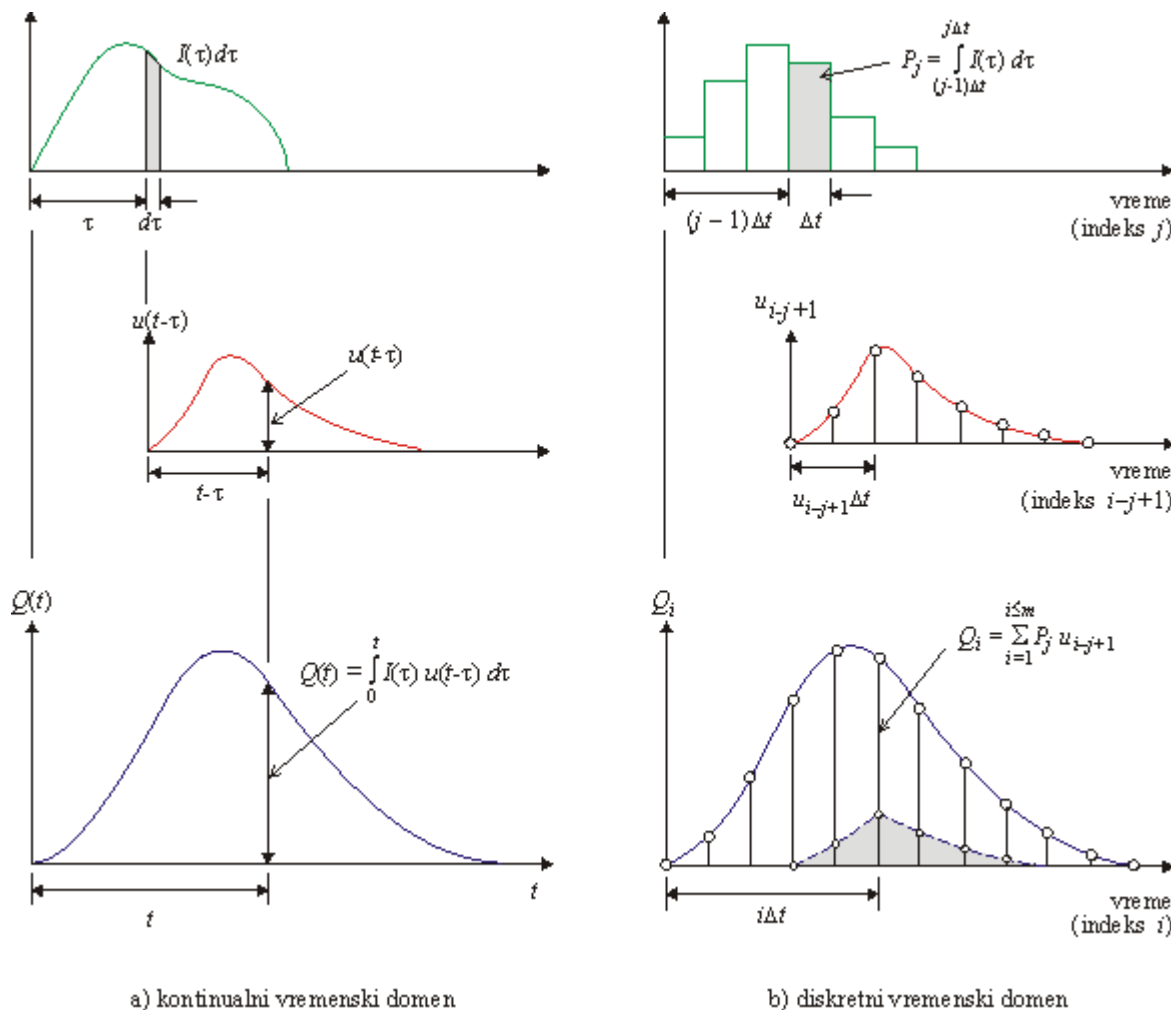 I(τ) dτ
τ
dτ
u(t-τ)
u(t-τ)
t-τ
Q(t)
Q(t) = ∫₀ᵗ I(τ) u(t-τ) dτ
t
t
a) kontinualni vremenski domen
jΔt
P_j = ∫ I(τ) dτ
(j-1)Δt
(j – 1)Δt
Δt
vreme
(indeks j)
u_{i-j+1}
u_{i–j+1}Δt
vreme
(indeks i–j+1)
Q_i
i≤m
Q_i = Σ P_j u_{i-j+1}
i=1
iΔt
vreme
(indeks i)
b) diskretni vremenski domen